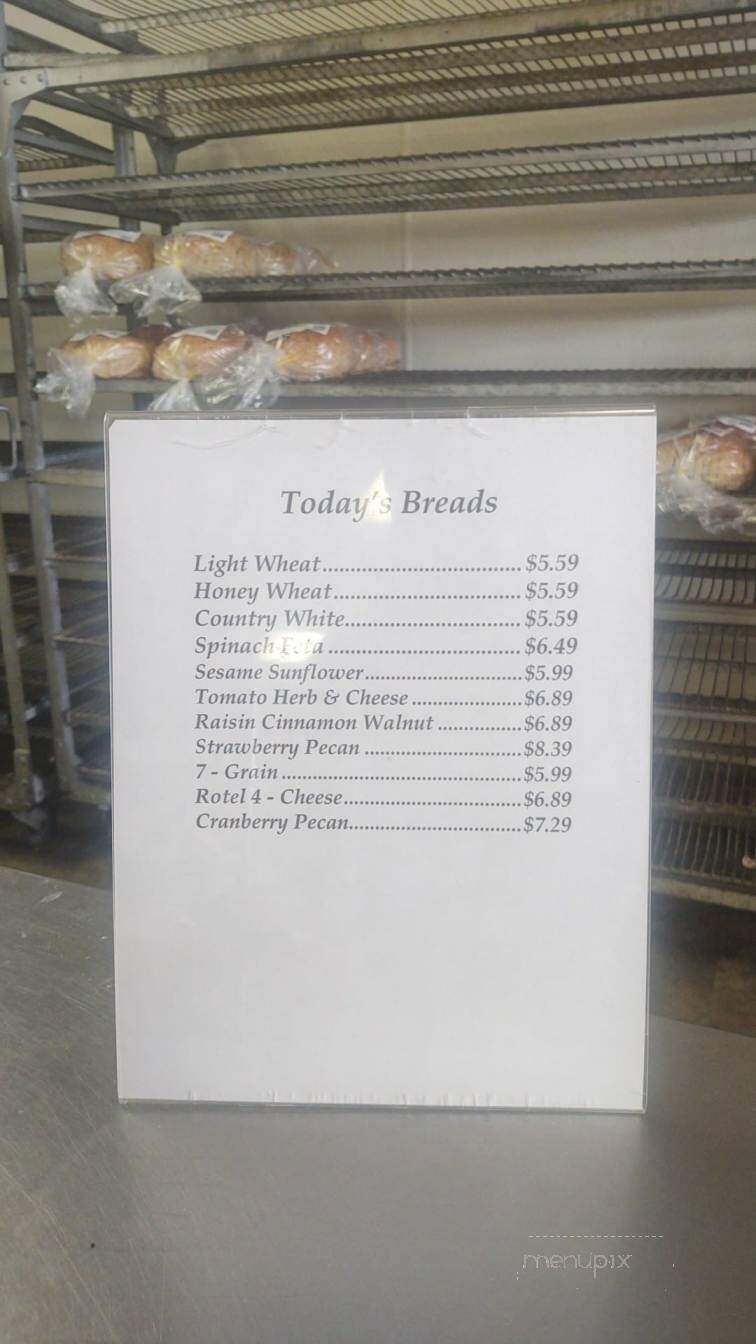 Today's Breads
Light Wheat................................. $5.59
Honey Wheat............................... $5.59
Country White............................. $5.59
Spinach Feta ................................ $6.49
Sesame Sunflower...........................$5.99
Tomato Herb & Cheese ...................$6.89
Raisin Cinnamon Walnut ...............$6.89
Strawberry Pecan ...........................$8.39
7 - Grain.........................................$5.99
Rotel 4 - Cheese...............................$6.89
Cranberry Pecan..............................$7.29
menupix